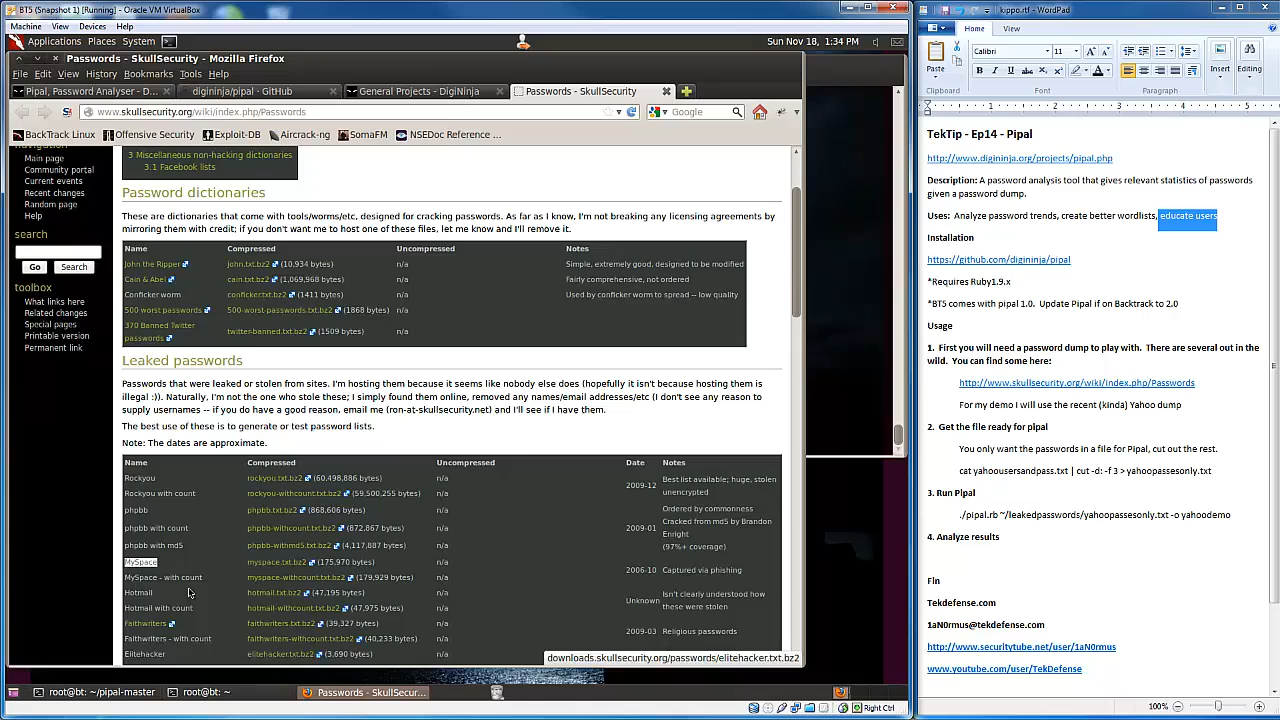 BT5 (Snapshot 1) [Running] - Oracle VM VirtualBox
Machine View Devices Help
Applications Places System
Sun Nov 18, 1:34 PM
Passwords - SkullSecurity - Mozilla Firefox
File Edit View History Bookmarks Tools Help
Pipal, Password Analyser - D... digininja/pipal · GitHub General Projects - DigiNinja Passwords - SkullSecurity
www.skullsecurity.org/wiki/index.php/Passwords
Google
BackTrack Linux Offensive Security Exploit-DB Aircrack-ng SomaFM NSEDoc Reference ...
navigation
Main page
Community portal
Current events
Recent changes
Random page
Help
search
Go Search
toolbox
What links here
Related changes
Special pages
Printable version
Permanent link
3 Miscellaneous non-hacking dictionaries
3.1 Facebook lists
Password dictionaries
These are dictionaries that come with tools/worms/etc, designed for cracking passwords. As far as I know, I'm not breaking any licensing agreements by
mirroring them with credit; if you don't want me to host one of these files, let me know and I'll remove it.
Name Compressed Uncompressed Notes
John the Ripper john.txt.bz2 (10,934 bytes) n/a Simple, extremely good, designed to be modified
Cain & Abel cain.txt.bz2 (1,069,968 bytes) n/a Fairly comprehensive, not ordered
Conficker worm conficker.txt.bz2 (1411 bytes) n/a Used by conficker worm to spread -- low quality
500 worst passwords 500-worst-passwords.txt.bz2 (1868 bytes) n/a
370 Banned Twitter
passwords twitter-banned.txt.bz2 (1509 bytes) n/a
Leaked passwords
Passwords that were leaked or stolen from sites. I'm hosting them because it seems like nobody else does (hopefully it isn't because hosting them is
illegal :)). Naturally, I'm not the one who stole these; I simply found them online, removed any names/email addresses/etc (I don't see any reason to
supply usernames -- if you do have a good reason, email me (ron-at-skullsecurity.net) and I'll see if I have them.
The best use of these is to generate or test password lists.
Note: The dates are approximate.
Name Compressed Uncompressed Date Notes
Rockyou rockyou.txt.bz2 (60,498,886 bytes) n/a 2009-12 Best list available; huge, stolen
Rockyou with count rockyou-withcount.txt.bz2 (59,500,255 bytes) n/a unencrypted
phpbb phpbb.txt.bz2 (868,606 bytes) n/a Ordered by commonness
phpbb with count phpbb-withcount.txt.bz2 (872,867 bytes) n/a 2009-01 Cracked from md5 by Brandon
Enright
phpbb with md5 phpbb-withmd5.txt.bz2 (4,117,887 bytes) n/a (97%+ coverage)
MySpace myspace.txt.bz2 (175,970 bytes) n/a 2006-10 Captured via phishing
MySpace - with count myspace-withcount.txt.bz2 (179,929 bytes) n/a
Hotmail hotmail.txt.bz2 (47,195 bytes) n/a Unknown Isn't clearly understood how
Hotmail with count hotmail-withcount.txt.bz2 (47,975 bytes) n/a these were stolen
Faithwriters faithwriters.txt.bz2 (39,327 bytes) n/a 2009-03 Religious passwords
Faithwriters - with count faithwriters-withcount.txt.bz2 (40,233 bytes) n/a
Elitehacker elitehacker.txt.bz2 (3,690 bytes) n/a
downloads.skullsecurity.org/passwords/elitehacker.txt.bz2
root@bt: ~/pipal-master root@bt: ~ Passwords - SkullSecur...
Right Ctrl
kippo.rtf - WordPad
Home View
Calibri 11
Clipboard Font Paragraph
Paste Insert Editing
1 2 3 4 5
TekTip - Ep14 - Pipal
http://www.digininja.org/projects/pipal.php
Description: A password analysis tool that gives relevant statistics of passwords
given a password dump.
Uses: Analyze password trends, create better wordlists, educate users
Installation
https://github.com/digininja/pipal
*Requires Ruby1.9.x
*BT5 comes with pipal 1.0. Update Pipal if on Backtrack to 2.0
Usage
1. First you will need a password dump to play with. There are several out in the
wild. You can find some here:
http://www.skullsecurity.org/wiki/index.php/Passwords
For my demo I will use the recent (kinda) Yahoo dump
2. Get the file ready for pipal
You only want the passwords in a file for Pipal, cut out the rest.
cat yahoousersandpass.txt | cut -d: -f 3 > yahoopassesonly.txt
3. Run Pipal
./pipal.rb ~/leakedpasswords/yahoopassesonly.txt -o yahoodemo
4. Analyze results
Fin
Tekdefense.com
1aN0rmus@tekdefense.com
http://www.securitytube.net/user/1aN0rmus
www.youtube.com/user/TekDefense
100%